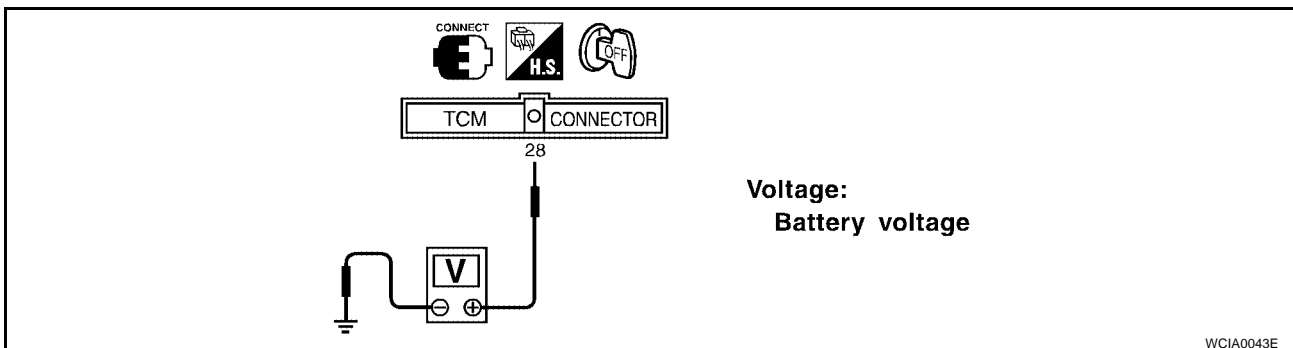 CONNECT
H.S.
OFF
TCM CONNECTOR
28
Voltage:
Battery voltage
V
WCIA0043E